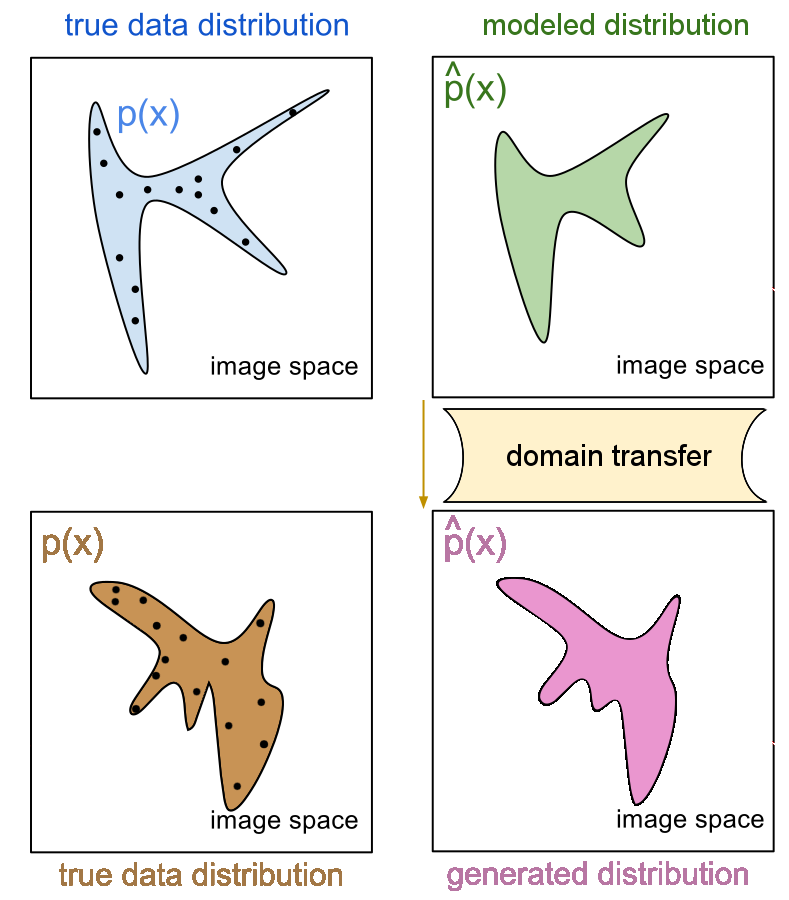 true data distribution
modeled distribution
p(x)
p̂(x)
image space
image space
domain transfer
p(x)
p̂(x)
image space
image space
true data distribution
generated distribution